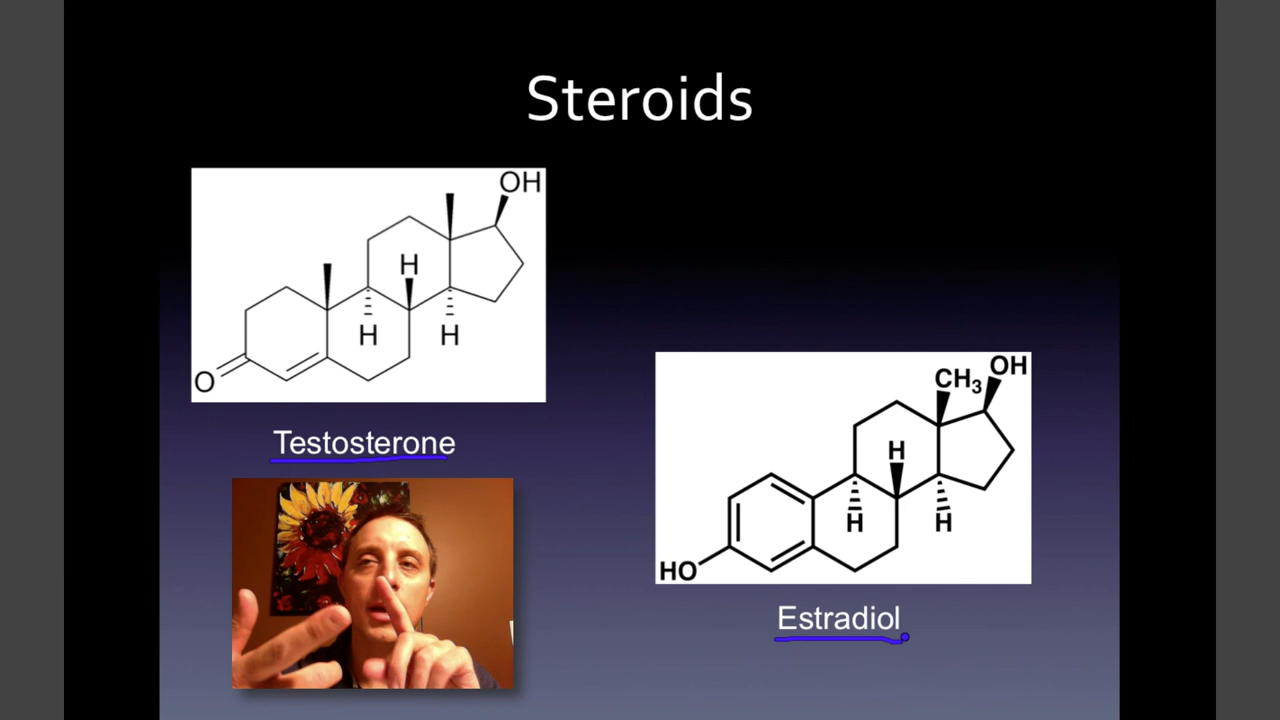 Steroids
OH
H
H
H
O
Testosterone
CH3
OH
H
H
H
HO
Estradiol